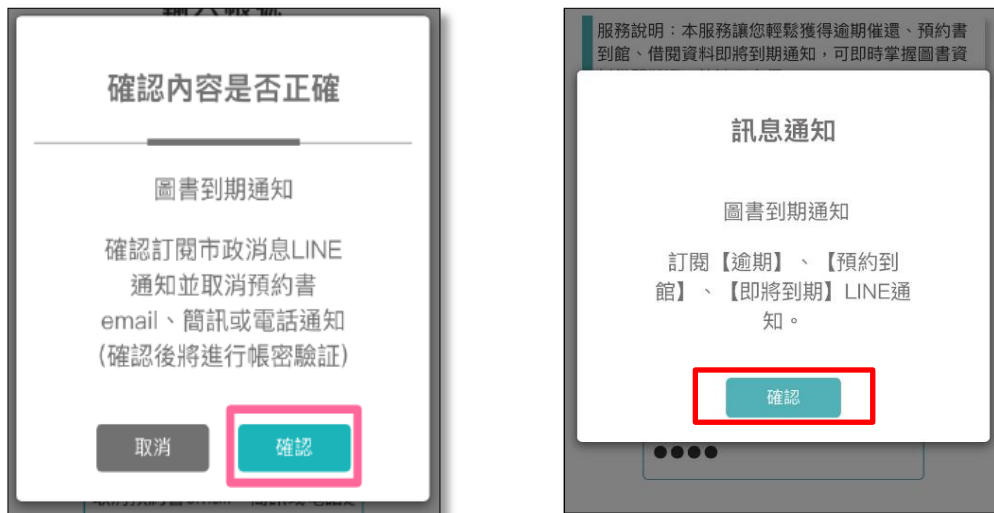 確認內容是否正確
圖書到期通知
確認訂閱市政消息LINE
通知並取消預約書
email、簡訊或電話通知
(確認後將進行帳密驗証)
取消
確認
服務說明：本服務讓您輕鬆獲得逾期催還、預約書
到館、借閱資料即將到期通知，可即時掌握圖書資
訊息通知
圖書到期通知
訂閱【逾期】、【預約到
館】、【即將到期】LINE通
知。
確認
●●●●